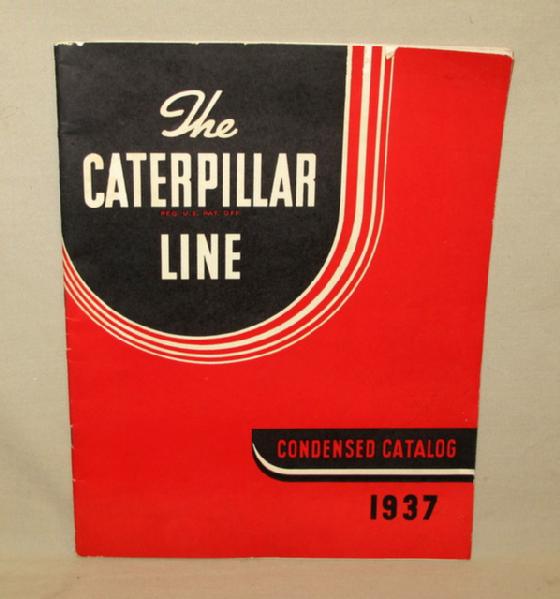 The
CATERPILLAR
REG. U.S. PAT. OFF.
LINE
CONDENSED CATALOG
1937